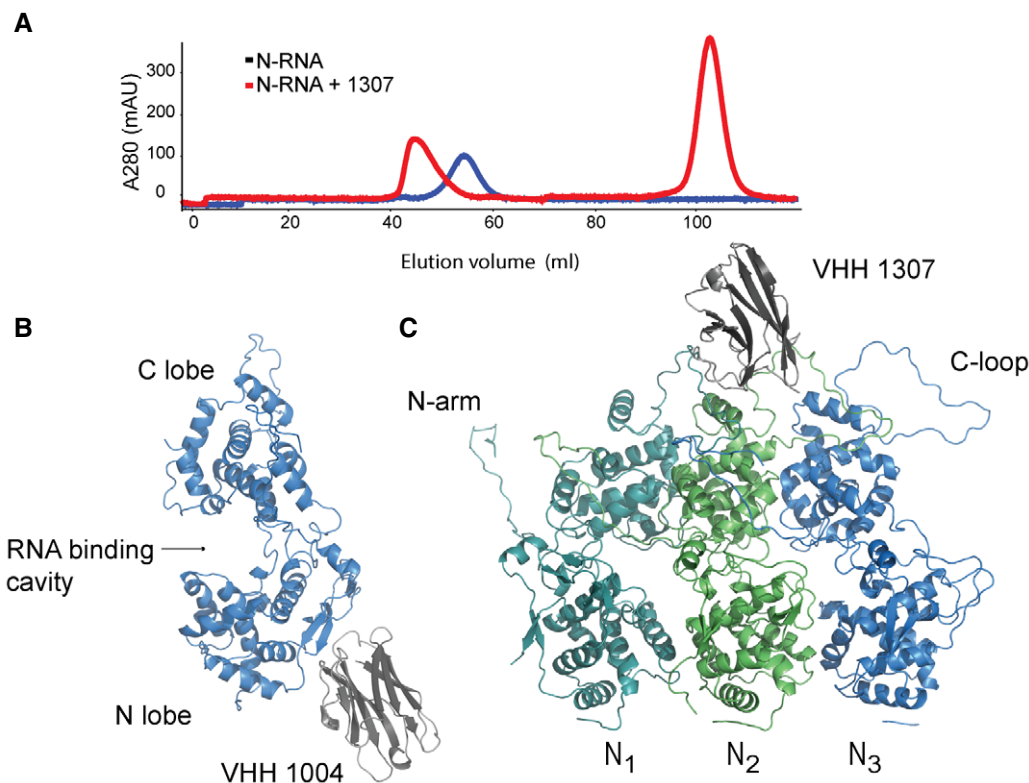 A
N-RNA
N-RNA + 1307
A280 (mAU)
300
200
100
0
0 20 40 60 80 100
Elution volume (ml)
VHH 1307
B
C
C lobe
N-arm
C-loop
RNA binding
cavity
N lobe
VHH 1004
N₁ N₂ N₃